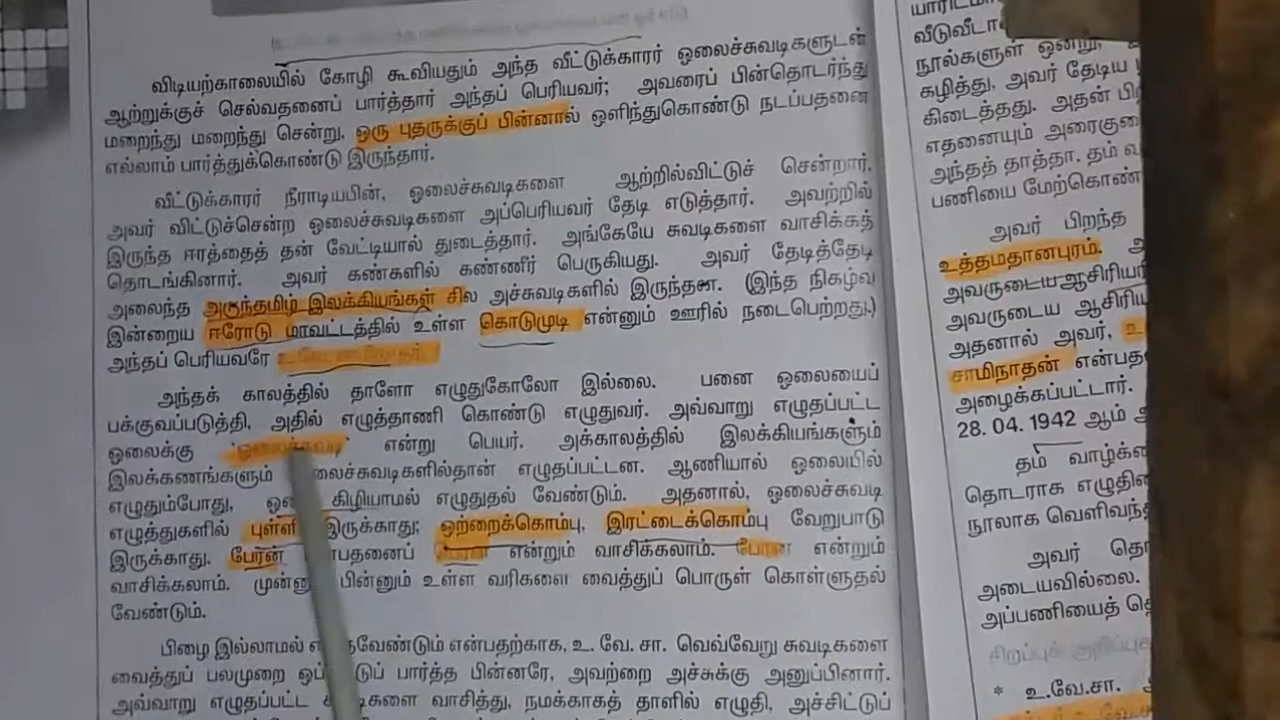 விடியற்காலையில் கோழி கூவியதும் அந்த வீட்டுக்காரர் ஓலைச்சுவடிகளுடன்
ஆற்றுக்குச் செல்வதனைப் பார்த்தார் அந்தப் பெரியவர்; அவரைப் பின்தொடர்ந்து
மறைந்து மறைந்து சென்று, ஒரு புதருக்குப் பின்னால் ஒளிந்துகொண்டு நடப்பதனை
எல்லாம் பார்த்துக்கொண்டு இருந்தார்.
வீட்டுக்காரர் நீராடியபின், ஓலைச்சுவடிகளை ஆற்றில்விட்டுச் சென்றார்.
அவர் விட்டுச்சென்ற ஓலைச்சுவடிகளை அப்பெரியவர் தேடி எடுத்தார். அவற்றில்
இருந்த ஈரத்தைத் தன் வேட்டியால் துடைத்தார். அங்கேயே சுவடிகளை வாசிக்கத்
தொடங்கினார். அவர் கண்களில் கண்ணீர் பெருகியது. அவர் தேடித்தேடி
அலைந்த அருந்தமிழ் இலக்கியங்கள் சில அச்சுவடிகளில் இருந்தன. (இந்த நிகழ்வு
இன்றைய ஈரோடு மாவட்டத்தில் உள்ள கொடுமுடி என்னும் ஊரில் நடைபெற்றது.)
அந்தப் பெரியவரே
அந்தக் காலத்தில் தாளோ எழுதுகோலோ இல்லை. பனை ஓலையைப்
பக்குவப்படுத்தி, அதில் எழுத்தாணி கொண்டு எழுதுவர். அவ்வாறு எழுதப்பட்ட
ஓலைக்கு 'ஓலைச்சுவடி' என்று பெயர். அக்காலத்தில் இலக்கியங்களும்
இலக்கணங்களும் லைச்சுவடிகளில்தான் எழுதப்பட்டன. ஆணியால் ஓலையில்
எழுதும்போது, கிழியாமல் எழுதுதல் வேண்டும். அதனால், ஓலைச்சுவடி
எழுத்துகளில் புள்ளி இருக்காது; ஒற்றைக்கொம்பு, இரட்டைக்கொம்பு வேறுபாடு
இருக்காது. பேரன் பதனைப் என்றும் வாசிக்கலாம். என்றும்
வாசிக்கலாம். பின்னும் உள்ள வரிகளை வைத்துப் பொருள் கொள்ளுதல்
வேண்டும்.
பிழை இல்லாமல் வேண்டும் என்பதற்காக, உ. வே. சா. வெவ்வேறு சுவடிகளை
வைத்துப் பலமுறை பார்த்த பின்னரே, அவற்றை அச்சுக்கு அனுப்பினார்.
அவ்வாறு எழுதப்பட்ட வாசித்து, நமக்காகத் தாளில் எழுதி, அச்சிட்டுப்
நூல்களுள் ஒன்று,
கழித்து, அவர் தேடிய
கிடைத்தது. அதன்
எதனையும்
அந்தத் தாத்தா, தம்
பணியை
அவர் பிறந்த
உத்தமதானபுரம்.
அவருடைய
அவருடைய
அதனால் அவர்,
சாமிநாதன்
அழைக்கப்பட்டார்.
28. 04. 1942 ஆம்
தம்
தொடராக
நூலாக
அவர்
அடையவில்லை.
அப்பணியைத்
* உ.வே.சா.